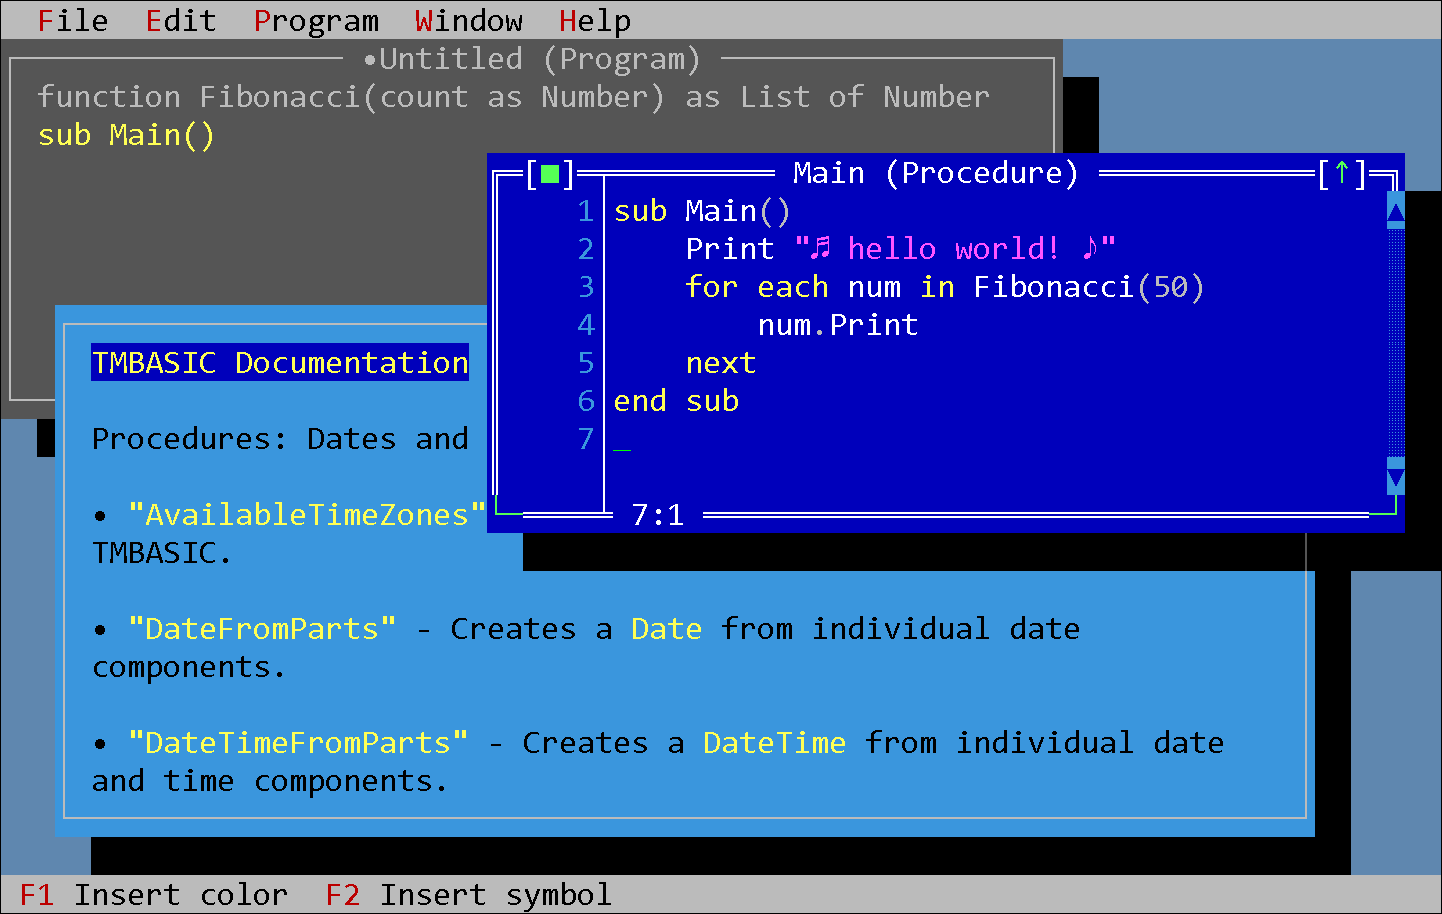 File Edit Program Window Help
•Untitled (Program)
function Fibonacci(count as Number) as List of Number
sub Main()
[■] Main (Procedure) [↑]
1 sub Main()
2 Print "♬ hello world! ♪"
3 for each num in Fibonacci(50)
4 num.Print
5 next
6 end sub
7 _
7:1
TMBASIC Documentation
Procedures: Dates and
• "AvailableTimeZones"
TMBASIC.
• "DateFromParts" - Creates a Date from individual date
components.
• "DateTimeFromParts" - Creates a DateTime from individual date
and time components.
F1 Insert color F2 Insert symbol